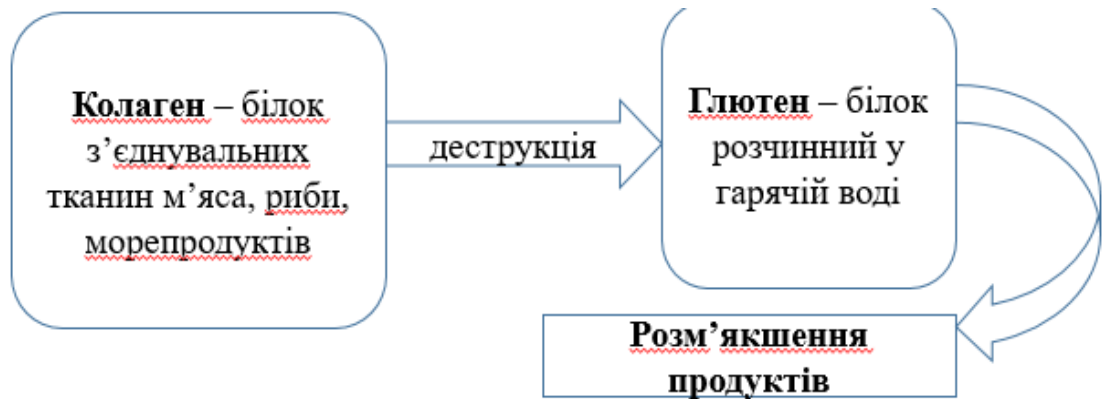 Колаген – білок
з’єднувальних
тканин м’яса, риби,
морепродуктів
деструкція
Глютен – білок
розчинний у
гарячій воді
Розм’якшення
продуктів